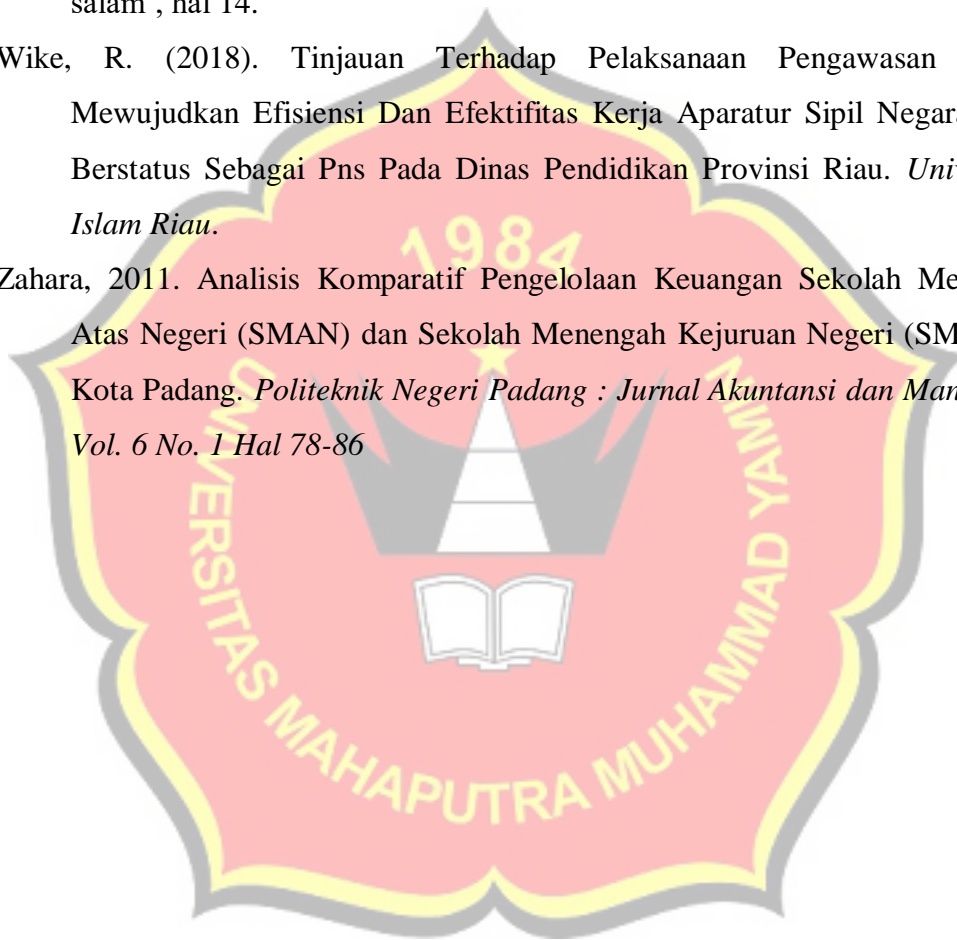 salam , hal 14.
Wike, R. (2018). Tinjauan Terhadap Pelaksanaan Pengawasan
Mewujudkan Efisiensi Dan Efektifitas Kerja Aparatur Sipil Negara
Berstatus Sebagai Pns Pada Dinas Pendidikan Provinsi Riau. Univ
Islam Riau.
Zahara, 2011. Analisis Komparatif Pengelolaan Keuangan Sekolah Me
Atas Negeri (SMAN) dan Sekolah Menengah Kejuruan Negeri (SM
Kota Padang. Politeknik Negeri Padang : Jurnal Akuntansi dan Man
Vol. 6 No. 1 Hal 78-86
1984
UNIVERSITAS MAHAPUTRA MUHAMMAD YAMIN